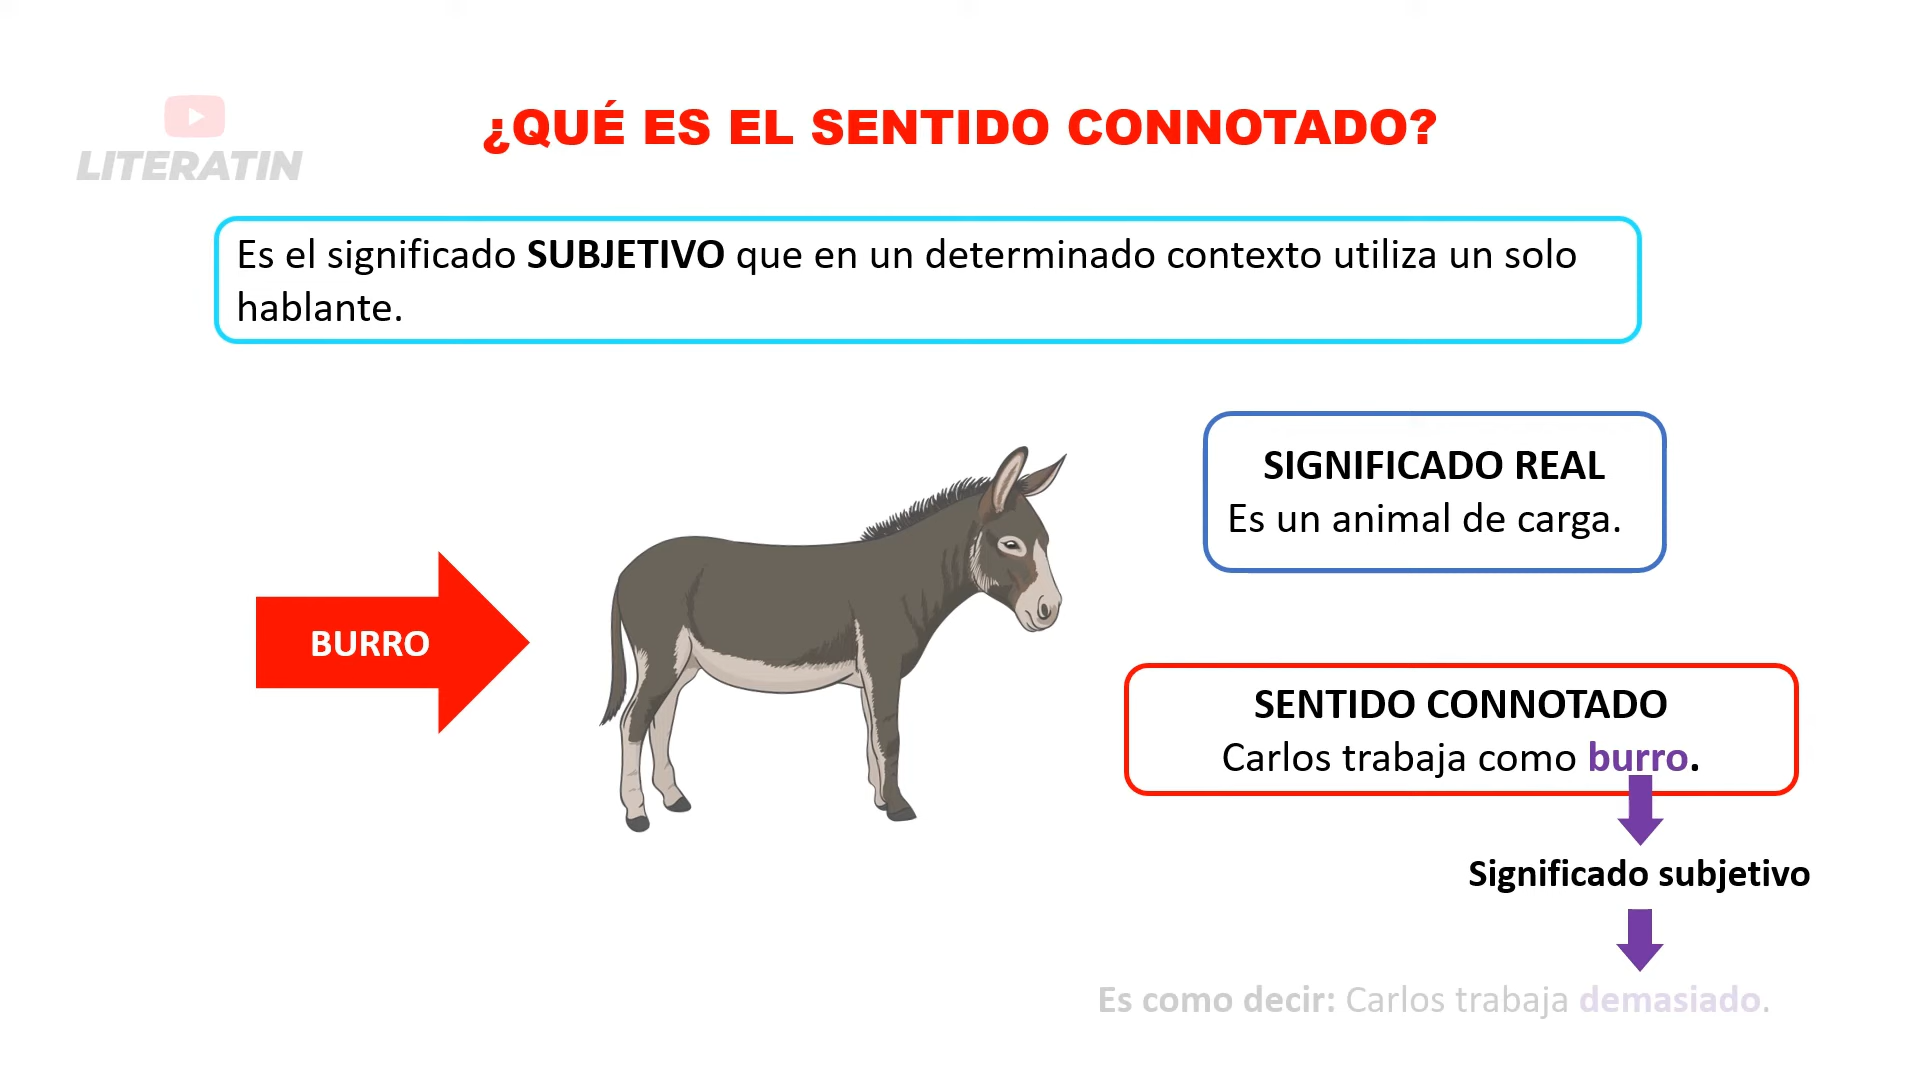 LITERATIN
¿QUÉ ES EL SENTIDO CONNOTADO?
Es el significado SUBJETIVO que en un determinado contexto utiliza un solo
hablante.
BURRO
SIGNIFICADO REAL
Es un animal de carga.
SENTIDO CONNOTADO
Carlos trabaja como burro.
Significado subjetivo
Es como decir: Carlos trabaja demasiado.